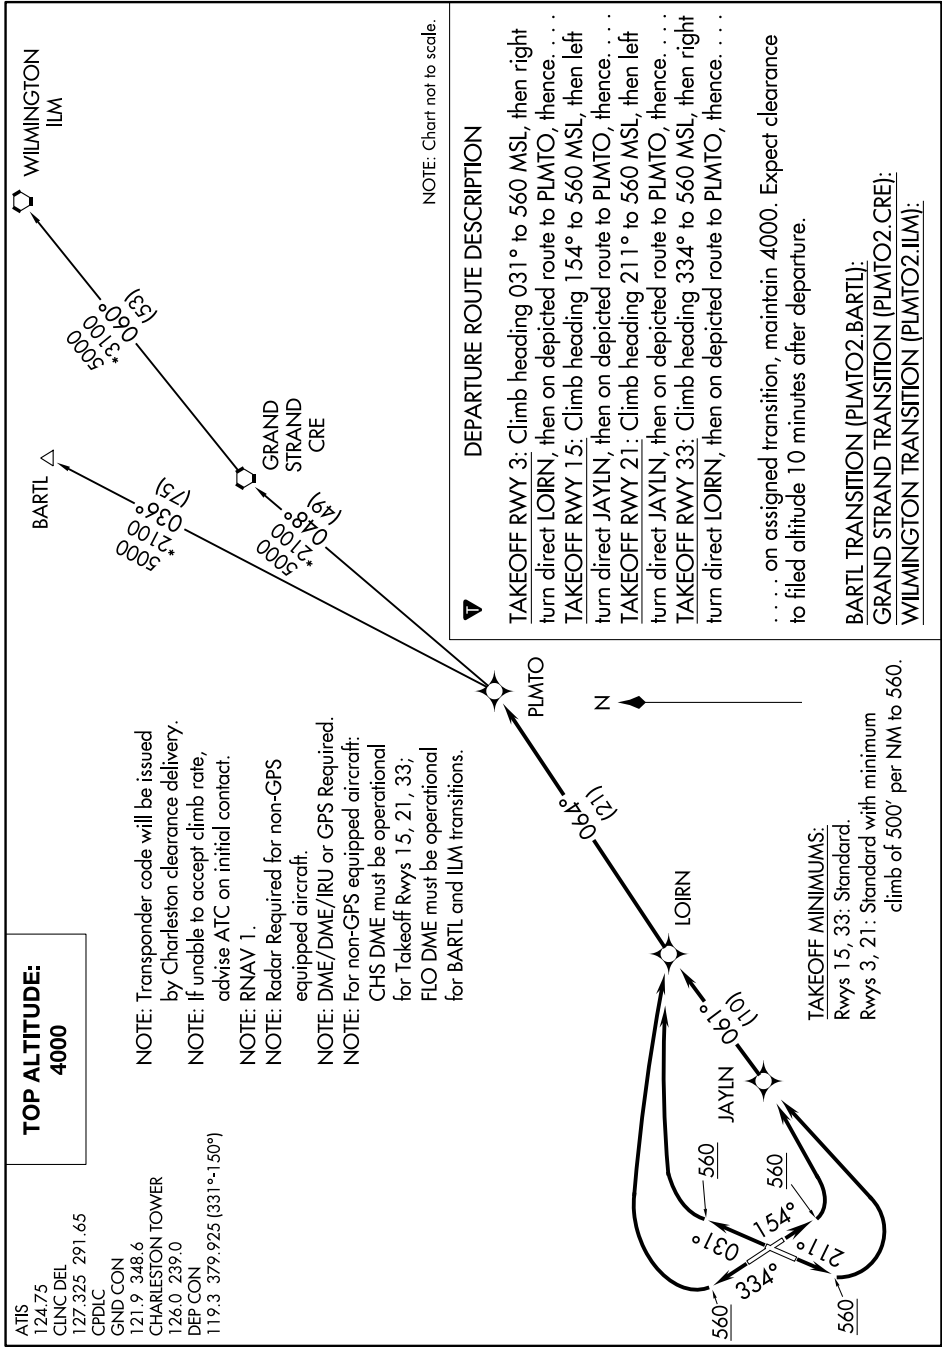 ATIS
124.75
CLNC DEL
127.325 291.65
CPDLC
GND CON
121.9 348.6
CHARLESTON TOWER
126.0 239.0
DEP CON
119.3 379.925 (331°-150°)
TOP ALTITUDE:
4000
NOTE: Transponder code will be issued
by Charleston clearance delivery.
NOTE: If unable to accept climb rate,
advise ATC on initial contact.
NOTE: RNAV 1.
NOTE: Radar Required for non-GPS
equipped aircraft.
NOTE: DME/DME/IRU or GPS Required.
NOTE: For non-GPS equipped aircraft:
CHS DME must be operational
for Takeoff Rwys 15, 21, 33;
FLO DME must be operational
for BARTL and ILM transitions.
BARTL
WILMINGTON
ILM
5000
*3100
060°
(53)
5000
*2100
036°
(75)
GRAND
STRAND
CRE
5000
*2100
048°
(49)
PLMTO
064°
(21)
LOIRN
061°
(10)
JAYLN
560
031°
334°
154°
211°
560
560
560
N
NOTE: Chart not to scale.
TAKEOFF MINIMUMS:
Rwys 15, 33: Standard.
Rwys 3, 21: Standard with minimum
climb of 500' per NM to 560.
T
DEPARTURE ROUTE DESCRIPTION
TAKEOFF RWY 3: Climb heading 031° to 560 MSL, then right
turn direct LOIRN, then on depicted route to PLMTO, thence. . . .
TAKEOFF RWY 15: Climb heading 154° to 560 MSL, then left
turn direct JAYLN, then on depicted route to PLMTO, thence. . . .
TAKEOFF RWY 21: Climb heading 211° to 560 MSL, then left
turn direct JAYLN, then on depicted route to PLMTO, thence. . . .
TAKEOFF RWY 33: Climb heading 334° to 560 MSL, then right
turn direct LOIRN, then on depicted route to PLMTO, thence. . . .
. . . . on assigned transition, maintain 4000. Expect clearance
to filed altitude 10 minutes after departure.
BARTL TRANSITION (PLMTO2.BARTL):
GRAND STRAND TRANSITION (PLMTO2.CRE):
WILMINGTON TRANSITION (PLMTO2.ILM):